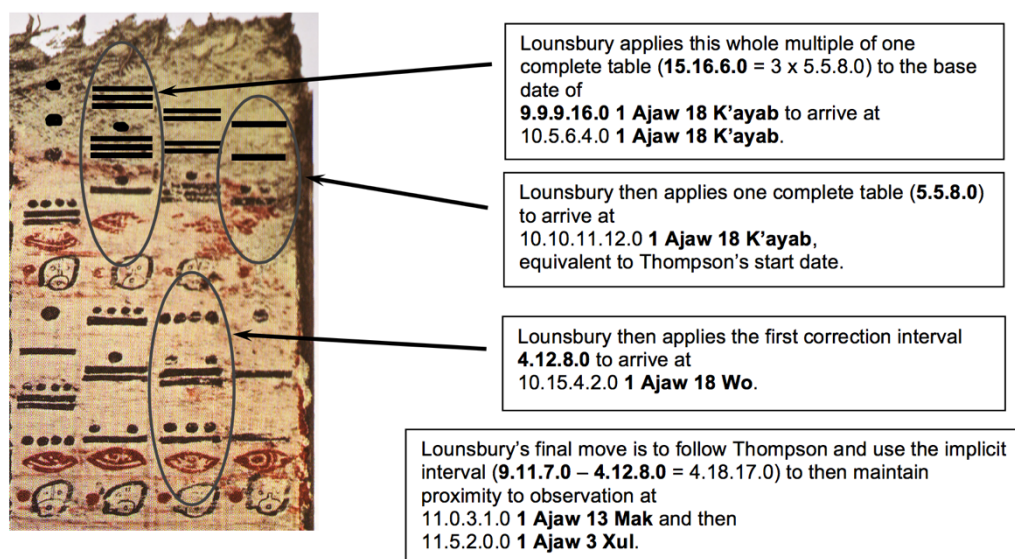 Lounsbury applies this whole multiple of one
complete table (15.16.6.0 = 3 x 5.5.8.0) to the base
date of
9.9.9.16.0 1 Ajaw 18 K’ayab to arrive at
10.5.6.4.0 1 Ajaw 18 K’ayab.
Lounsbury then applies one complete table (5.5.8.0)
to arrive at
10.10.11.12.0 1 Ajaw 18 K’ayab,
equivalent to Thompson’s start date.
Lounsbury then applies the first correction interval
4.12.8.0 to arrive at
10.15.4.2.0 1 Ajaw 18 Wo.
Lounsbury’s final move is to follow Thompson and use the implicit
interval (9.11.7.0 – 4.12.8.0 = 4.18.17.0) to then maintain
proximity to observation at
11.0.3.1.0 1 Ajaw 13 Mak and then
11.5.2.0.0 1 Ajaw 3 Xul.